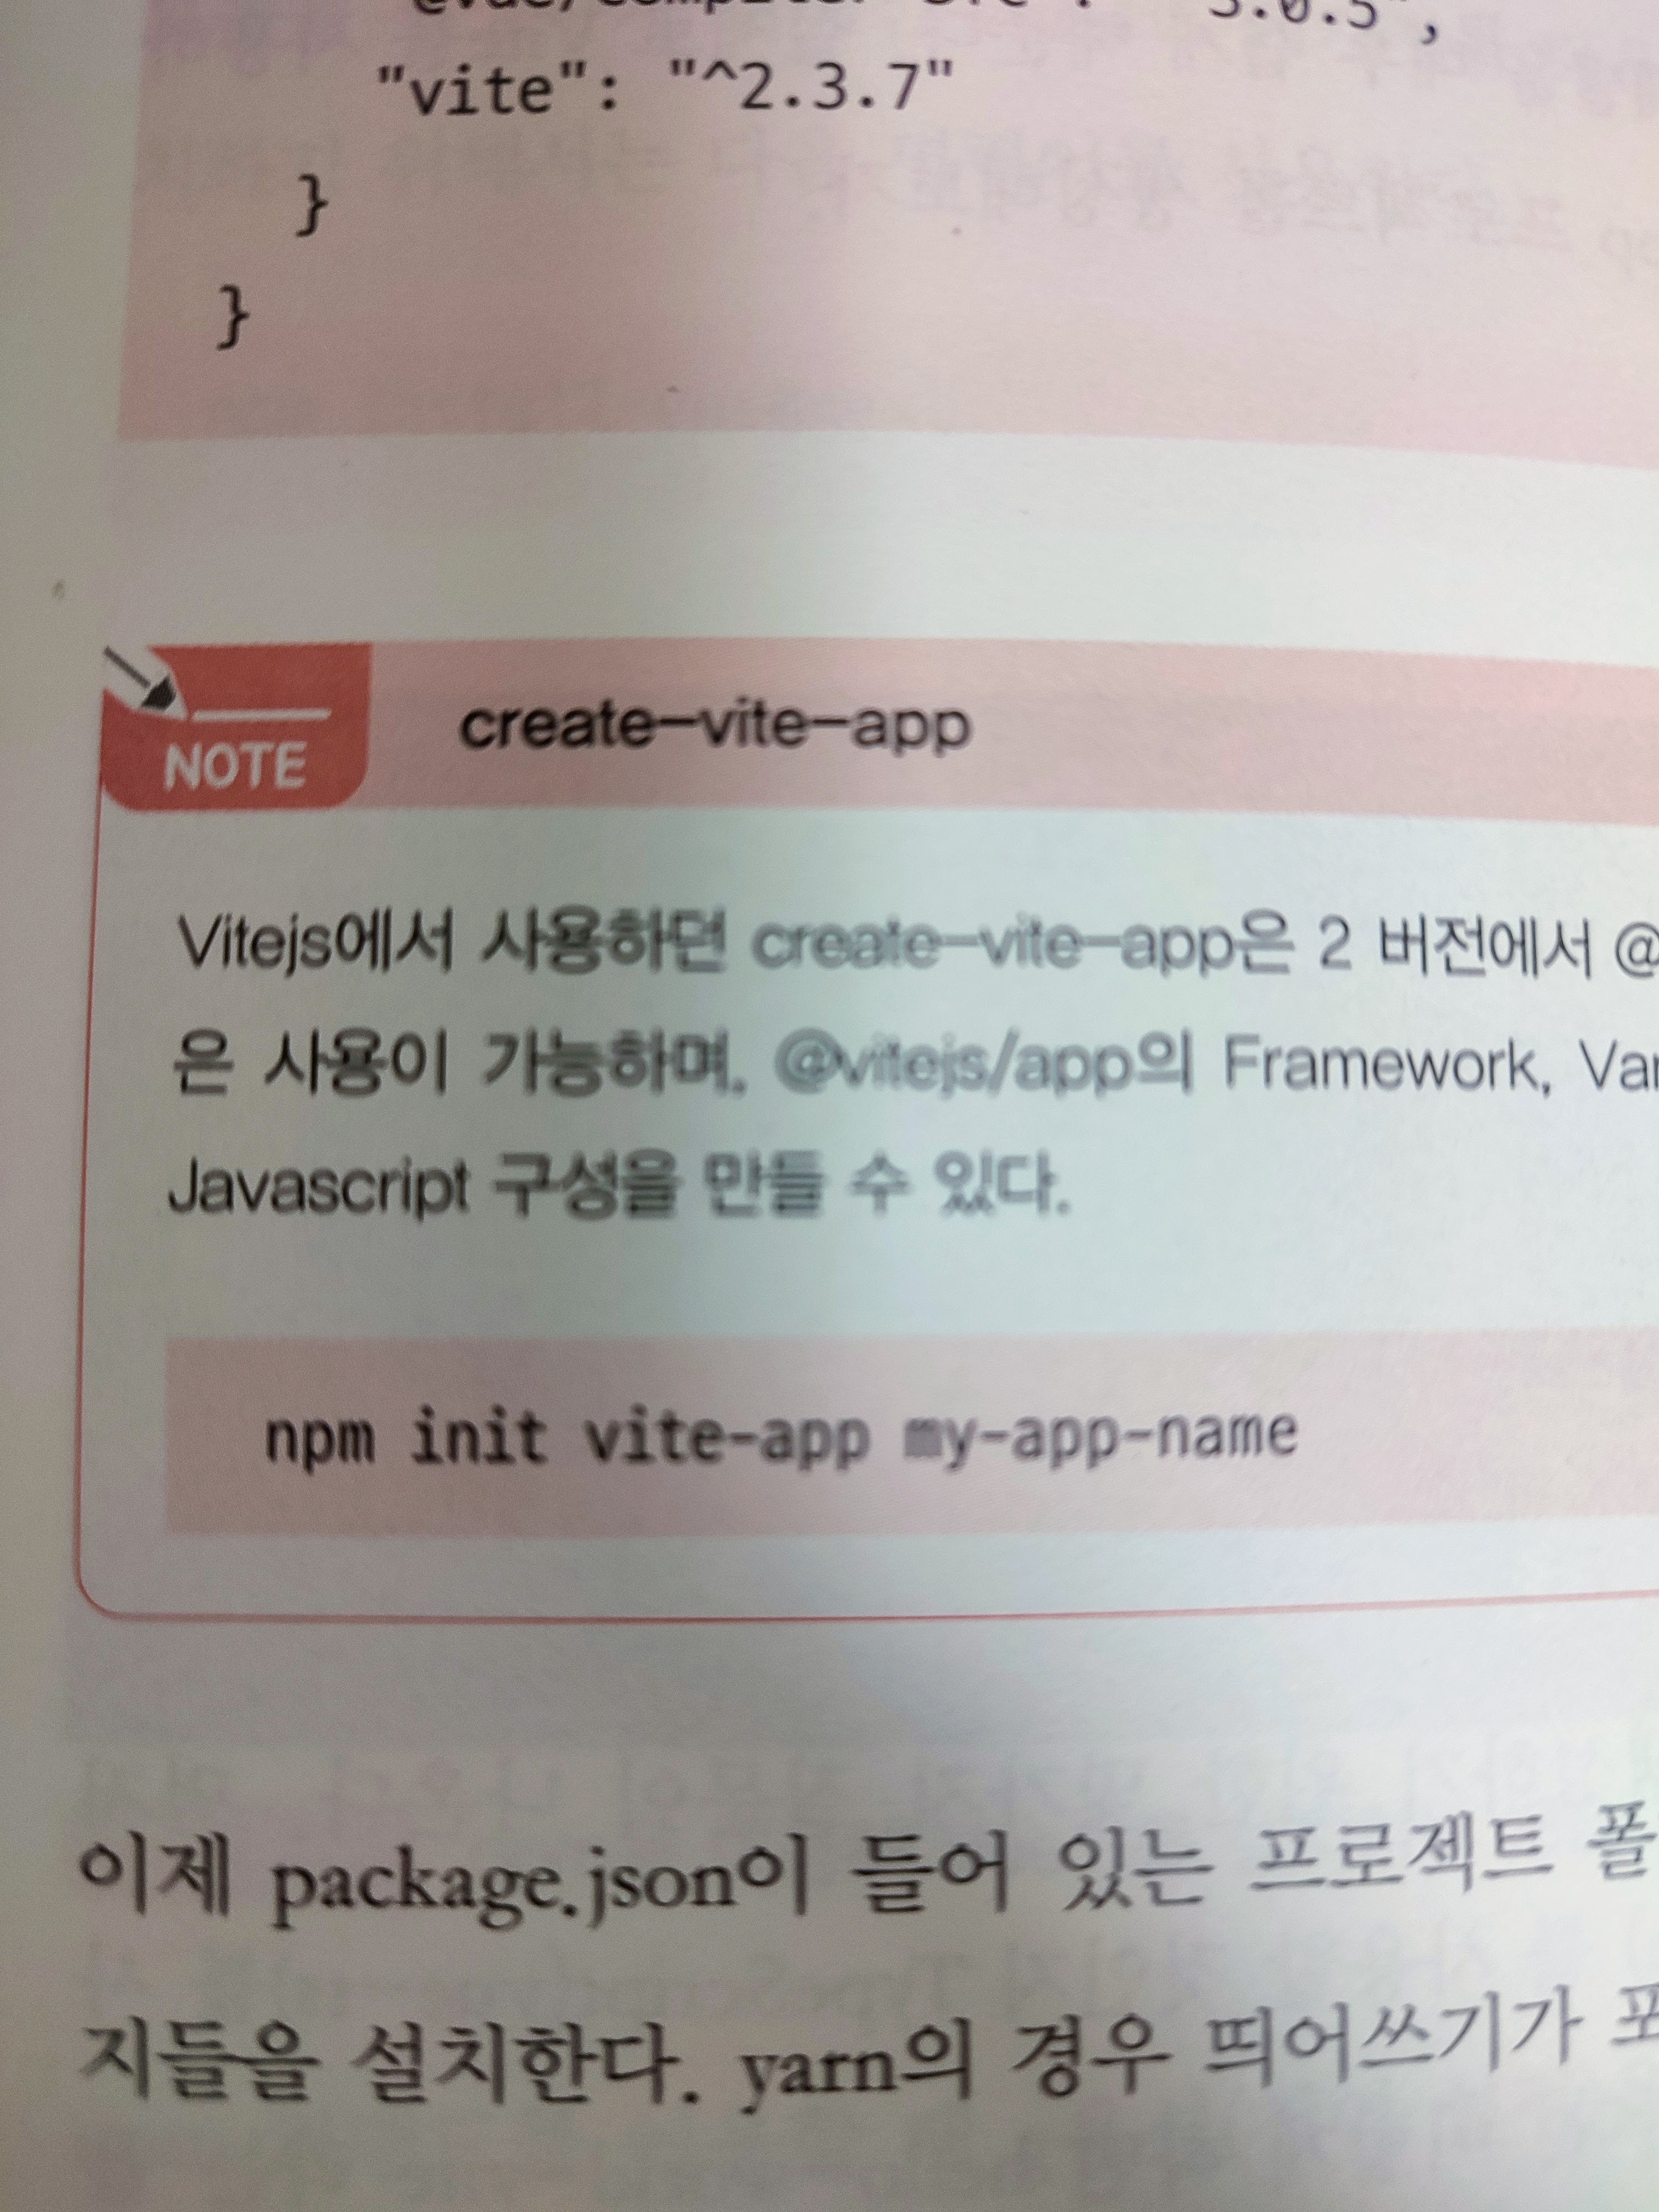 "@vue/compiler-sfc": "^3.0.5",
"vite": "^2.3.7"
}
}
NOTE
create-vite-app
Vitejs에서 사용하던 create-vite-app은 2 버전에서 @
은 사용이 가능하며, @vitejs/app의 Framework, Var
Javascript 구성을 만들 수 있다.
npm init vite-app my-app-name
이제 package.json이 들어 있는 프로젝트 폴
지들을 설치한다. yarn의 경우 띄어쓰기가 포